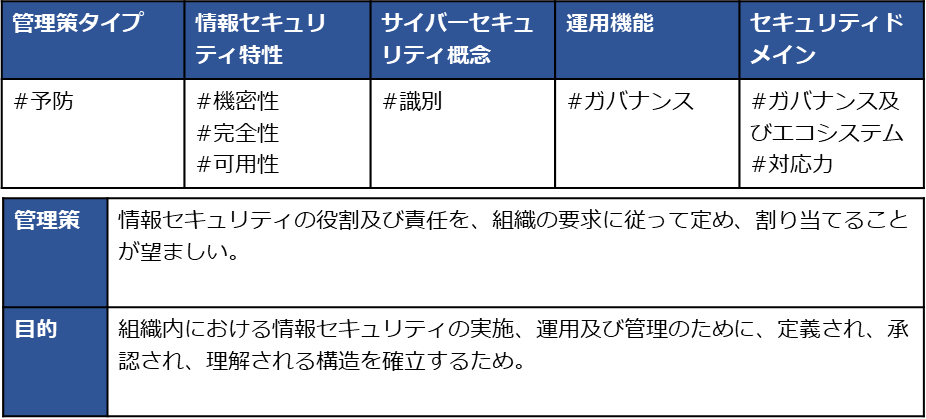 管理策タイプ
情報セキュリ
ティ特性
サイバーセキュ
リティ概念
運用機能
セキュリティド
メイン
#予防
#機密性
#完全性
#可用性
#識別
#ガバナンス
#ガバナンス及
びエコシステム
#対応力
管理策
情報セキュリティの役割及び責任を、組織の要求に従って定め、割り当てること
が望ましい。
目的
組織内における情報セキュリティの実施、運用及び管理のために、定義され、承
認され、理解される構造を確立するため。